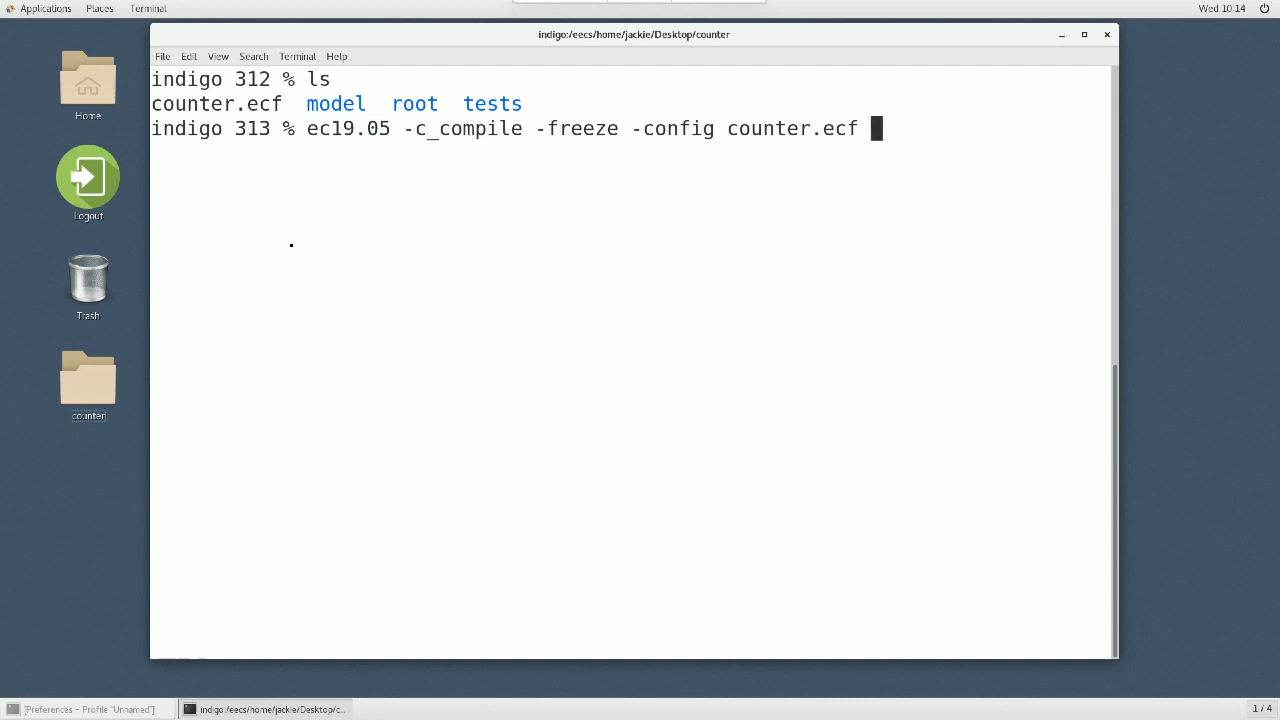 Applications Places Terminal
Wed 10:14
indigo:/eecs/home/jackie/Desktop/counter
File Edit View Search Terminal Help
indigo 312 % ls
counter.ecf model root tests
indigo 313 % ec19.05 -c_compile -freeze -config counter.ecf
Home
Logout
Trash
counter
[Preferences – Profile "Unnamed"]
indigo:/eecs/home/jackie/Desktop/c...
1 / 4